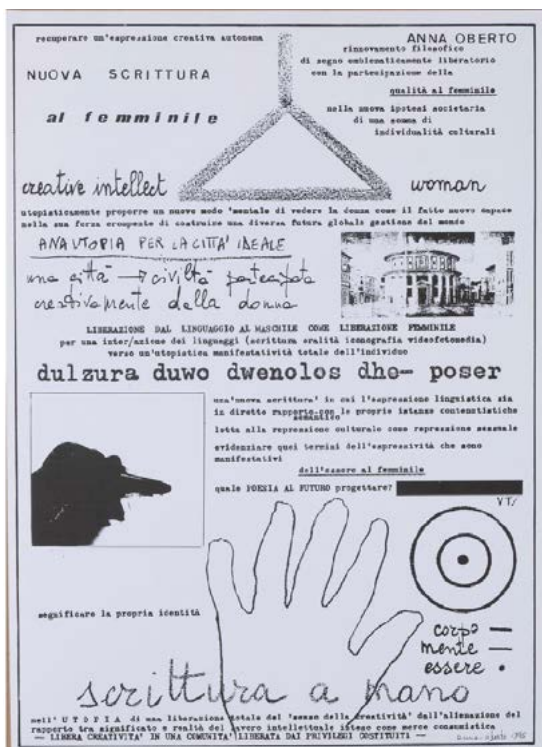 recuperare un'espressione creativa autonoma
ANNA OBERTO
rinnovamento filosofico
di segno emblematicamente liberatorio
con la partecipazione della
qualità al femminile
nella nuova ipotesi societaria
di una somma di
individualità culturali
NUOVA SCRITTURA
al femminile
creative intellect
woman
utopisticamente proporre un nuovo modo 'mentale di vedere la donna come il fatto nuovo capace
nella sua forza erompente di costruire una diversa futura globale gestione del mondo
ANAUTOPIA PER LA CITTA' IDEALE
una città → civiltà partecipata
creativamente dalla donna
LIBERAZIONE DAL LINGUAGGIO AL MASCHILE COME LIBERAZIONE FEMMINILE
per una inter/azione dei linguaggi (scrittura oralità iconografia videofotomedia)
verso un'utopistica manifestatività totale dell'individuo
dulzura duwo dwenolos dhe- poser
una'nuova scrittura' in cui l'espressione linguistica sia
in diretto rapporto con le proprie istanze contenutistiche
semantico
lotta alla repressione culturale come repressione sessuale
evidenziare quei termini dell'espressività che sono
manifestativi
dell'essere al femminile
quale POESIA AL FUTURO progettare?
significare la propria identità
corpo —
mente —
essere •
scrittura a mano
nell' UTOPIA di una liberazione totale del 'senso della creatività' dall'alienazione del
rapporto tra significato e realtà del lavoro intellettuale inteso come merce consumistica
— LIBERA CREATIVITA' IN UNA COMUNITA' LIBERATA DAI PRIVILEGI COSTITUITI —